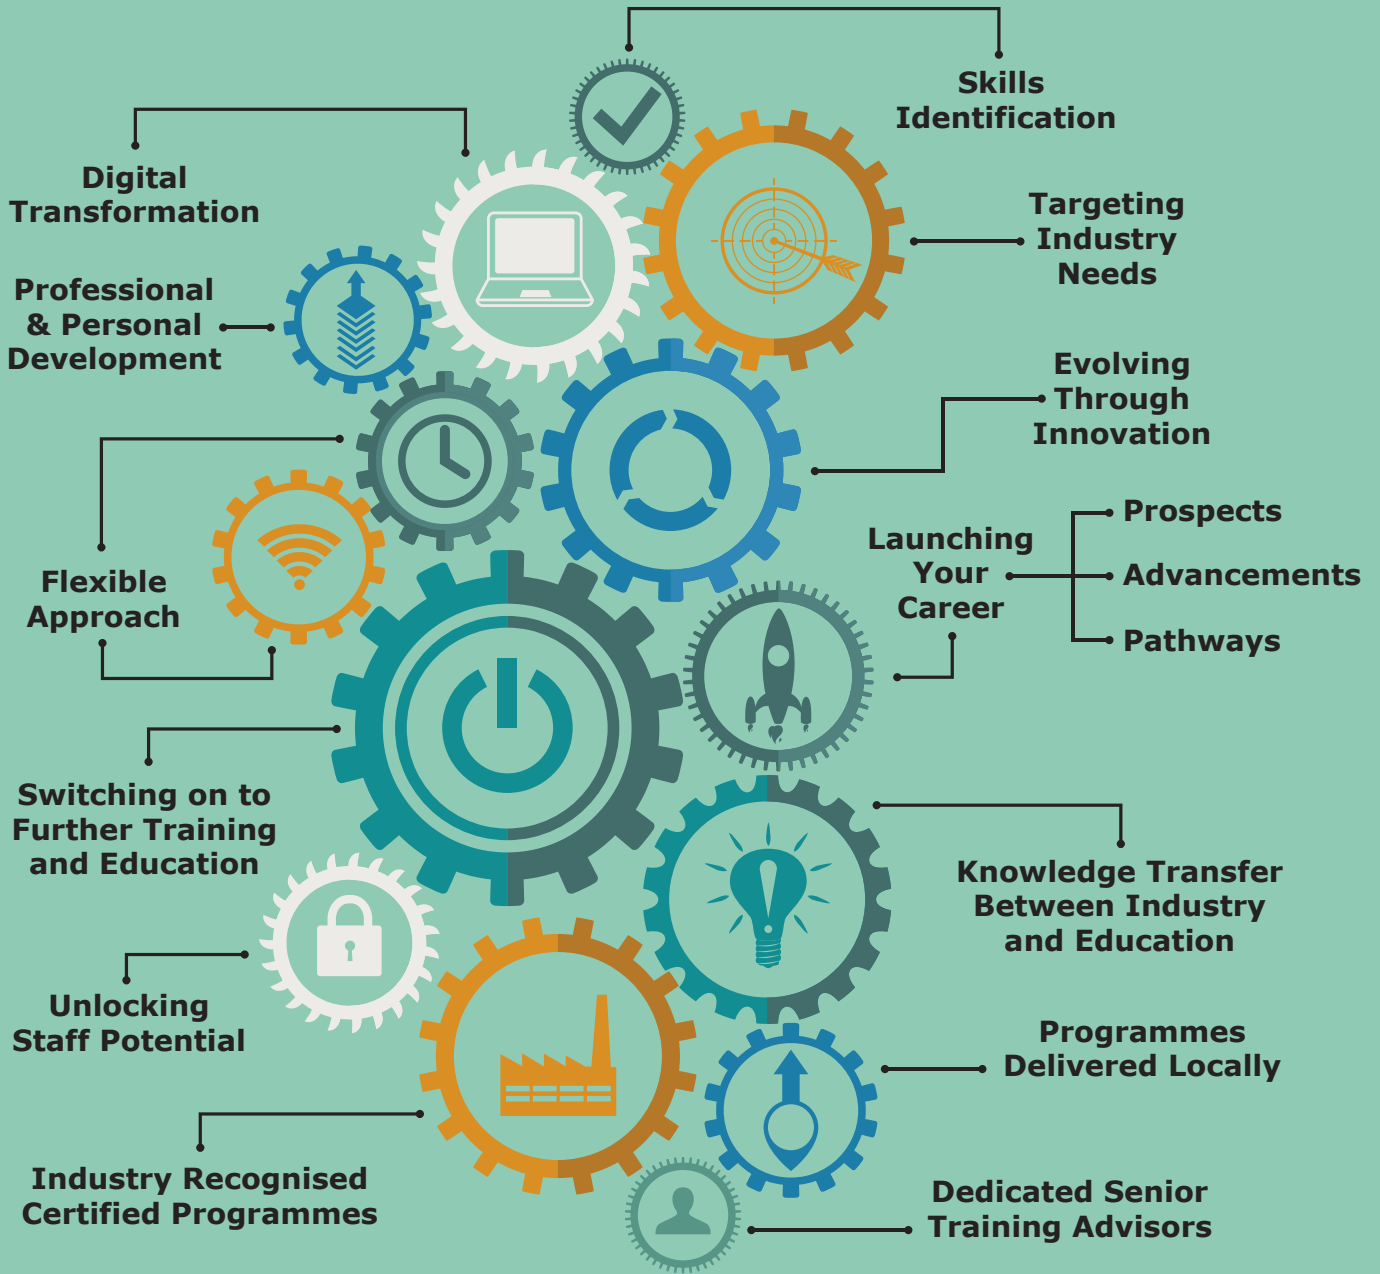 Skills
Identification
Digital
Transformation
Targeting
Industry
Needs
Professional
& Personal
Development
Evolving
Through
Innovation
Launching
Your
Career
Prospects
Advancements
Pathways
Flexible
Approach
Switching on to
Further Training
and Education
Knowledge Transfer
Between Industry
and Education
Unlocking
Staff Potential
Programmes
Delivered Locally
Industry Recognised
Certified Programmes
Dedicated Senior
Training Advisors